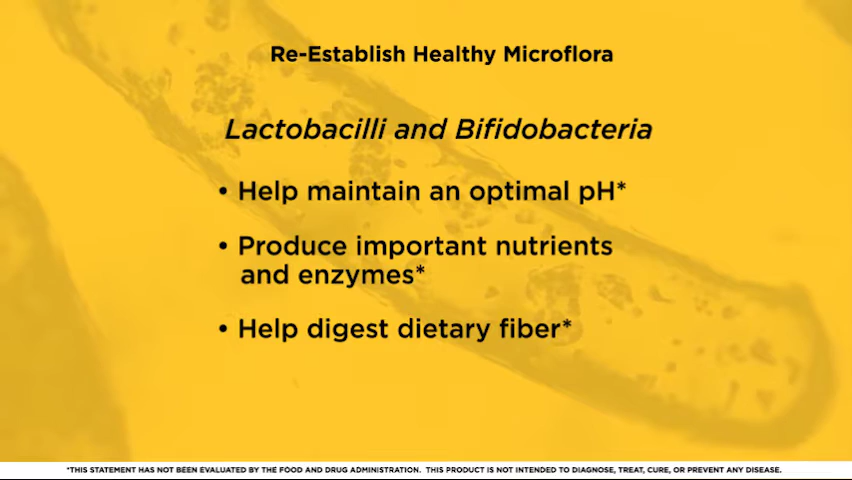 Re-Establish Healthy Microflora
Lactobacilli and Bifidobacteria
• Help maintain an optimal pH*
• Produce important nutrients
and enzymes*
• Help digest dietary fiber*
*THIS STATEMENT HAS NOT BEEN EVALUATED BY THE FOOD AND DRUG ADMINISTRATION. THIS PRODUCT IS NOT INTENDED TO DIAGNOSE, TREAT, CURE, OR PREVENT ANY DISEASE.